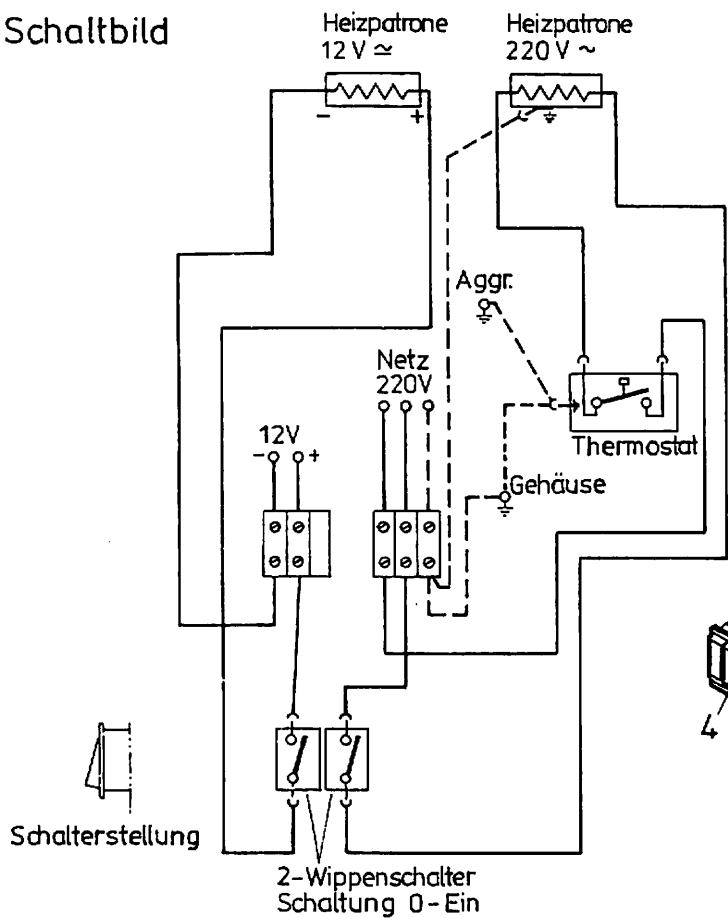 Schaltbild
Heizpatrone
12 V ≃
Heizpatrone
220 V ~
-
+
Aggr.
Netz
220V
12V
- +
Thermostat
Gehäuse
4
Schalterstellung
2-Wippenschalter
Schaltung 0-Ein